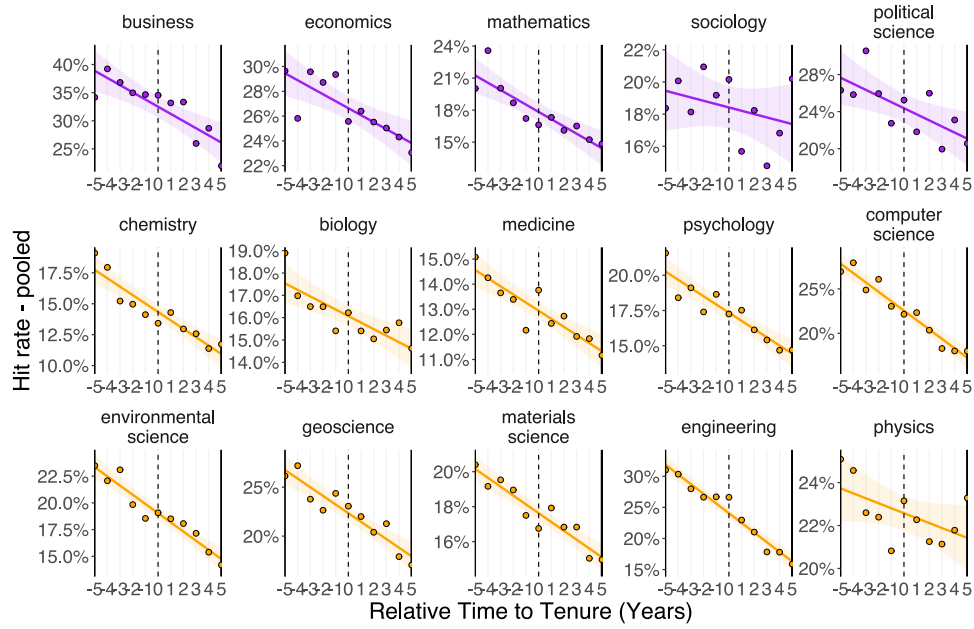 business
economics
mathematics
sociology
political
science
40%
35%
30%
25%
30%
28%
26%
24%
22%
24%
21%
18%
15%
22%
20%
18%
16%
28%
24%
20%
-5-4-3-2-1 0 1 2 3 4 5
-5-4-3-2-1 0 1 2 3 4 5
-5-4-3-2-1 0 1 2 3 4 5
-5-4-3-2-1 0 1 2 3 4 5
-5-4-3-2-1 0 1 2 3 4 5
Hit rate - pooled
chemistry
biology
medicine
psychology
computer
science
17.5%
15.0%
12.5%
10.0%
19.0%
18.0%
17.0%
16.0%
15.0%
14.0%
15.0%
14.0%
13.0%
12.0%
11.0%
20.0%
17.5%
15.0%
25%
20%
-5-4-3-2-1 0 1 2 3 4 5
-5-4-3-2-1 0 1 2 3 4 5
-5-4-3-2-1 0 1 2 3 4 5
-5-4-3-2-1 0 1 2 3 4 5
-5-4-3-2-1 0 1 2 3 4 5
environmental
science
geoscience
materials
science
engineering
physics
22.5%
20.0%
17.5%
15.0%
25%
20%
20%
18%
16%
30%
25%
20%
15%
24%
22%
20%
-5-4-3-2-1 0 1 2 3 4 5
-5-4-3-2-1 0 1 2 3 4 5
-5-4-3-2-1 0 1 2 3 4 5
-5-4-3-2-1 0 1 2 3 4 5
-5-4-3-2-1 0 1 2 3 4 5
Relative Time to Tenure (Years)